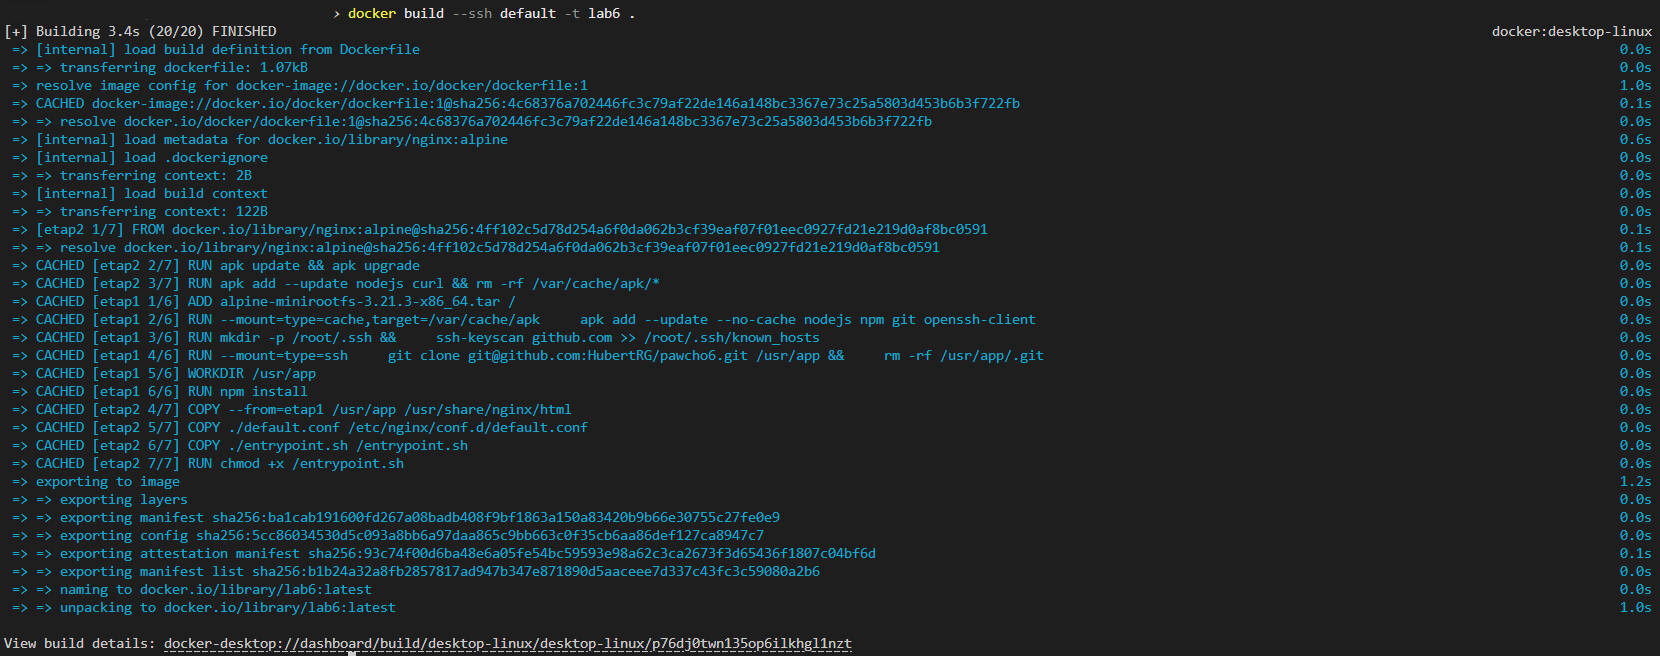 › docker build --ssh default -t lab6 .
[+] Building 3.4s (20/20) FINISHED docker:desktop-linux
=> [internal] load build definition from Dockerfile 0.0s
=> => transferring dockerfile: 1.07kB 0.0s
=> resolve image config for docker-image://docker.io/docker/dockerfile:1 1.0s
=> CACHED docker-image://docker.io/docker/dockerfile:1@sha256:4c68376a702446fc3c79af22de146a148bc3367e73c25a5803d453b6b3f722fb 0.1s
=> => resolve docker.io/docker/dockerfile:1@sha256:4c68376a702446fc3c79af22de146a148bc3367e73c25a5803d453b6b3f722fb 0.0s
=> [internal] load metadata for docker.io/library/nginx:alpine 0.6s
=> [internal] load .dockerignore 0.0s
=> => transferring context: 2B 0.0s
=> [internal] load build context 0.0s
=> => transferring context: 122B 0.0s
=> [etap2 1/7] FROM docker.io/library/nginx:alpine@sha256:4ff102c5d78d254a6f0da062b3cf39eaf07f01eec0927fd21e219d0af8bc0591 0.1s
=> => resolve docker.io/library/nginx:alpine@sha256:4ff102c5d78d254a6f0da062b3cf39eaf07f01eec0927fd21e219d0af8bc0591 0.1s
=> CACHED [etap2 2/7] RUN apk update && apk upgrade 0.0s
=> CACHED [etap2 3/7] RUN apk add --update nodejs curl && rm -rf /var/cache/apk/* 0.0s
=> CACHED [etap1 1/6] ADD alpine-minirootfs-3.21.3-x86_64.tar / 0.0s
=> CACHED [etap1 2/6] RUN --mount=type=cache,target=/var/cache/apk     apk add --update --no-cache nodejs npm git openssh-client 0.0s
=> CACHED [etap1 3/6] RUN mkdir -p /root/.ssh &&     ssh-keyscan github.com >> /root/.ssh/known_hosts 0.0s
=> CACHED [etap1 4/6] RUN --mount=type=ssh     git clone git@github.com:HubertRG/pawcho6.git /usr/app &&     rm -rf /usr/app/.git 0.0s
=> CACHED [etap1 5/6] WORKDIR /usr/app 0.0s
=> CACHED [etap1 6/6] RUN npm install 0.0s
=> CACHED [etap2 4/7] COPY --from=etap1 /usr/app /usr/share/nginx/html 0.0s
=> CACHED [etap2 5/7] COPY ./default.conf /etc/nginx/conf.d/default.conf 0.0s
=> CACHED [etap2 6/7] COPY ./entrypoint.sh /entrypoint.sh 0.0s
=> CACHED [etap2 7/7] RUN chmod +x /entrypoint.sh 0.0s
=> exporting to image 1.2s
=> => exporting layers 0.0s
=> => exporting manifest sha256:ba1cab191600fd267a08badb408f9bf1863a150a83420b9b66e30755c27fe0e9 0.0s
=> => exporting config sha256:5cc86034530d5c093a8bb6a97daa865c9bb663c0f35cb6aa86def127ca8947c7 0.0s
=> => exporting attestation manifest sha256:93c74f00d6ba48e6a05fe54bc59593e98a62c3ca2673f3d65436f1807c04bf6d 0.1s
=> => exporting manifest list sha256:b1b24a32a8fb2857817ad947b347e871890d5aaceee7d337c43fc3c59080a2b6 0.0s
=> => naming to docker.io/library/lab6:latest 0.0s
=> => unpacking to docker.io/library/lab6:latest 1.0s
View build details: docker-desktop://dashboard/build/desktop-linux/desktop-linux/p76dj0twn135op6ilkhgl1nzt